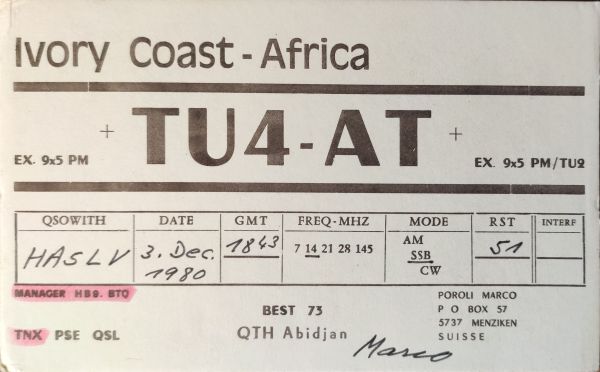 Ivory Coast - Africa
+ TU4-AT +
EX. 9x5 PM
EX. 9x5 PM/TU2
QSOWITH DATE GMT FREQ-MHZ MODE RST INTERF
HA5LV 3. Dec. 1980 1843 7 14 21 28 145 AM SSB CW 51
MANAGER HB9. BTQ
TNX PSE QSL
BEST 73
QTH Abidjan
Marco
POROLI MARCO
P O BOX 57
5737 MENZIKEN
SUISSE